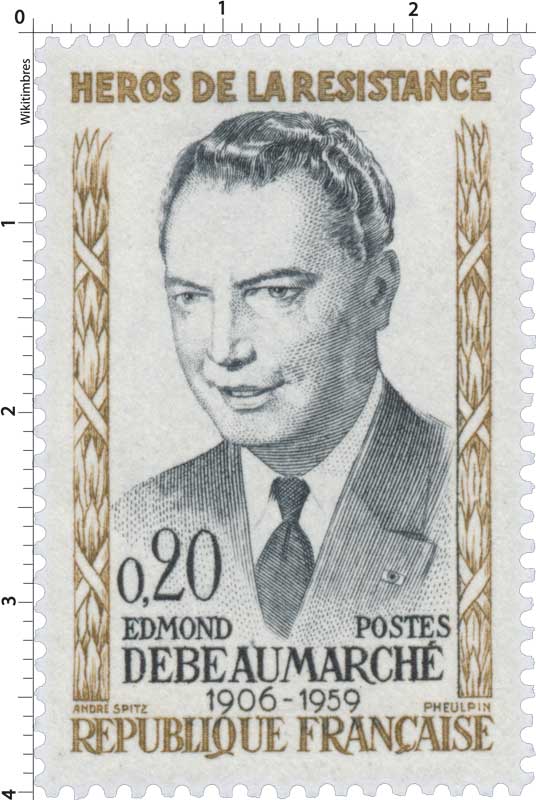 0
1
2
Wikitimbres
HEROS DE LA RESISTANCE
1
2
0,20
3
EDMOND POSTES
DEBEAUMARCHÉ
1906-1959
ANDRÉ SPITZ PHEULPIN
REPUBLIQUE FRANÇAISE
4